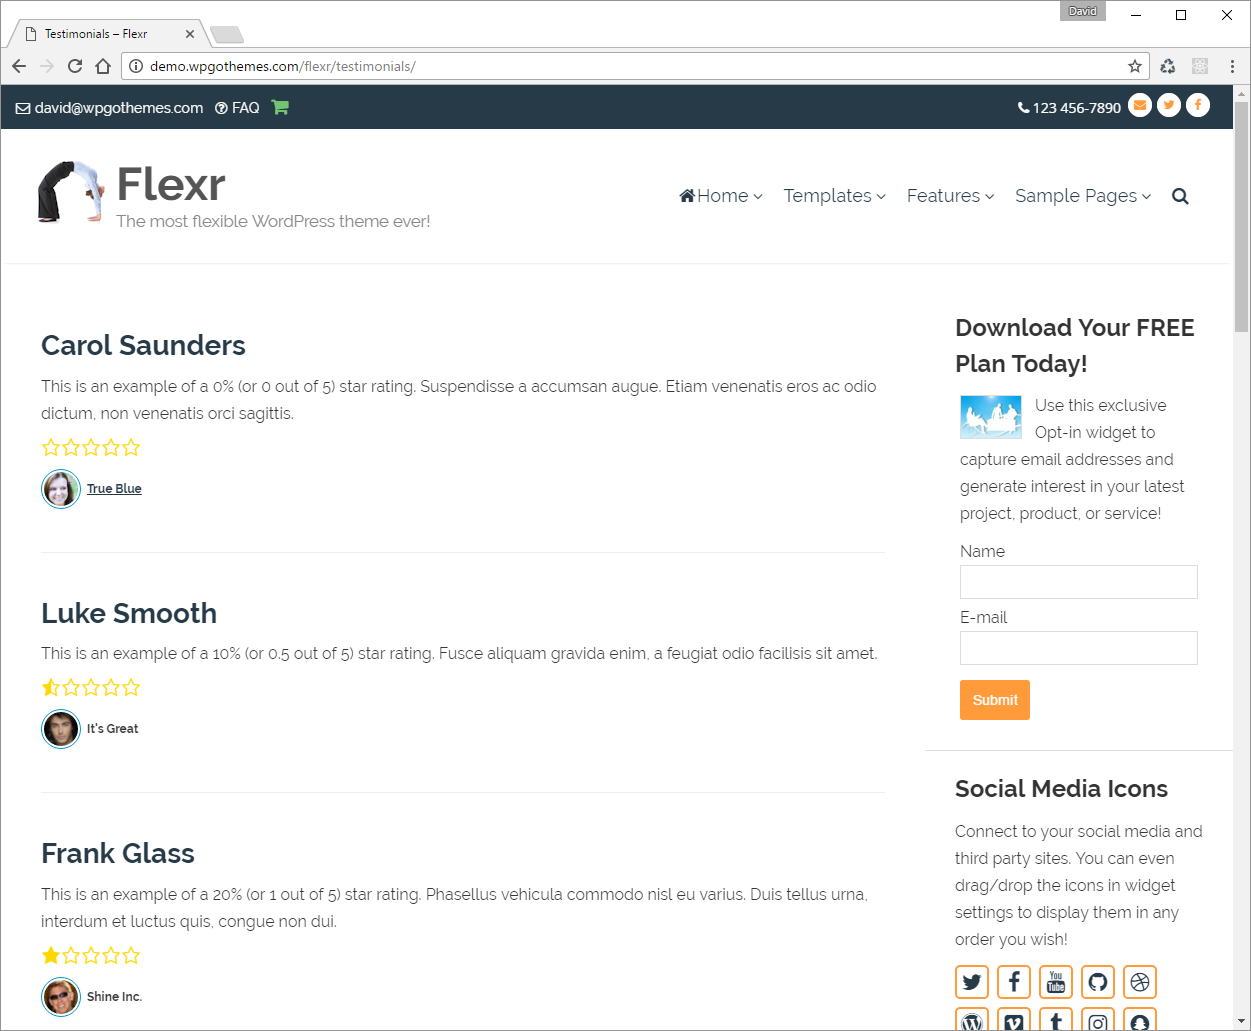 David
Testimonials – Flexr
demo.wpgothemes.com/flexr/testimonials/
david@wpgothemes.com FAQ
123 456-7890
Flexr
The most flexible WordPress theme ever!
Home Templates Features Sample Pages
Carol Saunders
This is an example of a 0% (or 0 out of 5) star rating. Suspendisse a accumsan augue. Etiam venenatis eros ac odio
dictum, non venenatis orci sagittis.
True Blue
Luke Smooth
This is an example of a 10% (or 0.5 out of 5) star rating. Fusce aliquam gravida enim, a feugiat odio facilisis sit amet.
It's Great
Frank Glass
This is an example of a 20% (or 1 out of 5) star rating. Phasellus vehicula commodo nisl eu varius. Duis tellus urna,
interdum et luctus quis, congue non dui.
Shine Inc.
Download Your FREE
Plan Today!
Use this exclusive
Opt-in widget to
capture email addresses and
generate interest in your latest
project, product, or service!
Name
E-mail
Submit
Social Media Icons
Connect to your social media and
third party sites. You can even
drag/drop the icons in widget
settings to display them in any
order you wish!
You
Tube